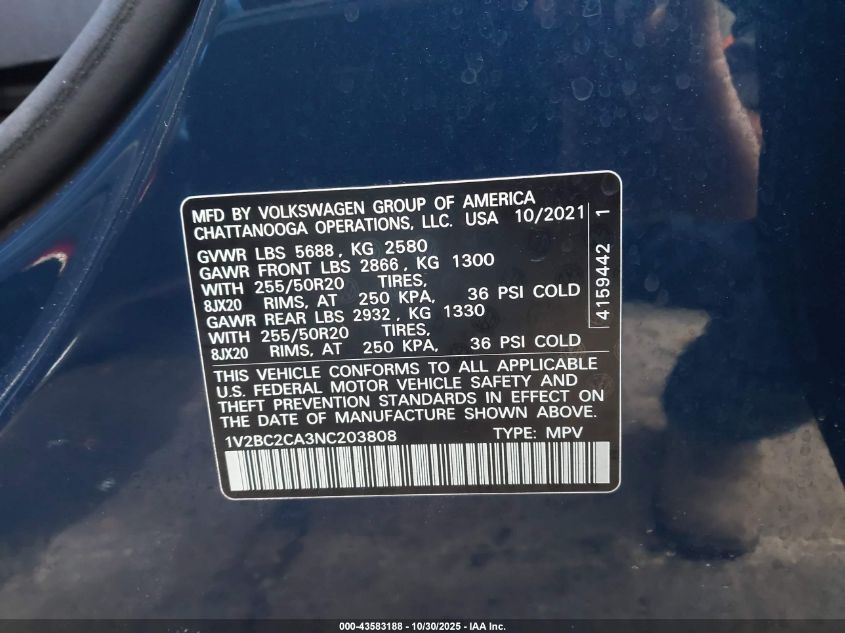 MFD BY VOLKSWAGEN GROUP OF AMERICA
CHATTANOOGA OPERATIONS, LLC. USA 10/2021
GVWR LBS 5688, KG 2580
GAWR FRONT LBS 2866, KG 1300
WITH 255/50R20 TIRES,
8JX20 RIMS, AT 250 KPA, 36 PSI COLD
GAWR REAR LBS 2932, KG 1330
WITH 255/50R20 TIRES,
8JX20 RIMS, AT 250 KPA, 36 PSI COLD
THIS VEHICLE CONFORMS TO ALL APPLICABLE
U.S. FEDERAL MOTOR VEHICLE SAFETY AND
THEFT PREVENTION STANDARDS IN EFFECT ON
THE DATE OF MANUFACTURE SHOWN ABOVE.
1V2BC2CA3NC203808 TYPE: MPV
4159442 1
000-43583188 - 10/30/2025 - IAA Inc.